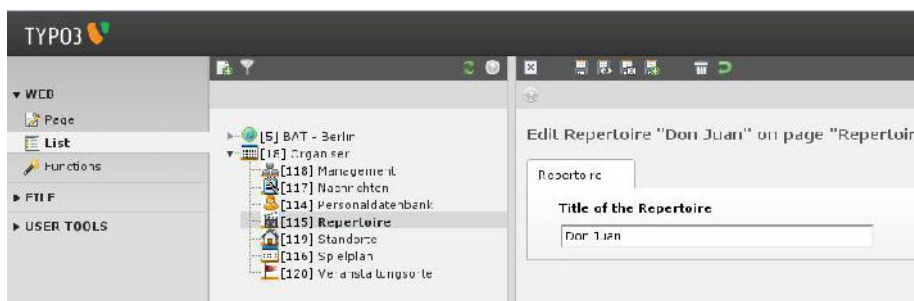 TYPO3
WEB
Page
List
Functions
FILE
USER TOOLS
[5] BAT - Berlin
[18] Organiser
[118] Management
[117] Nachrichten
[114] Personaldatenbank
[115] Repertoire
[119] Standorte
[116] Spielplan
[120] Veranstaltungsorte
Edit Repertoire "Don Juan" on page "Repertoir
Repertoire
Title of the Repertoire
Don Juan